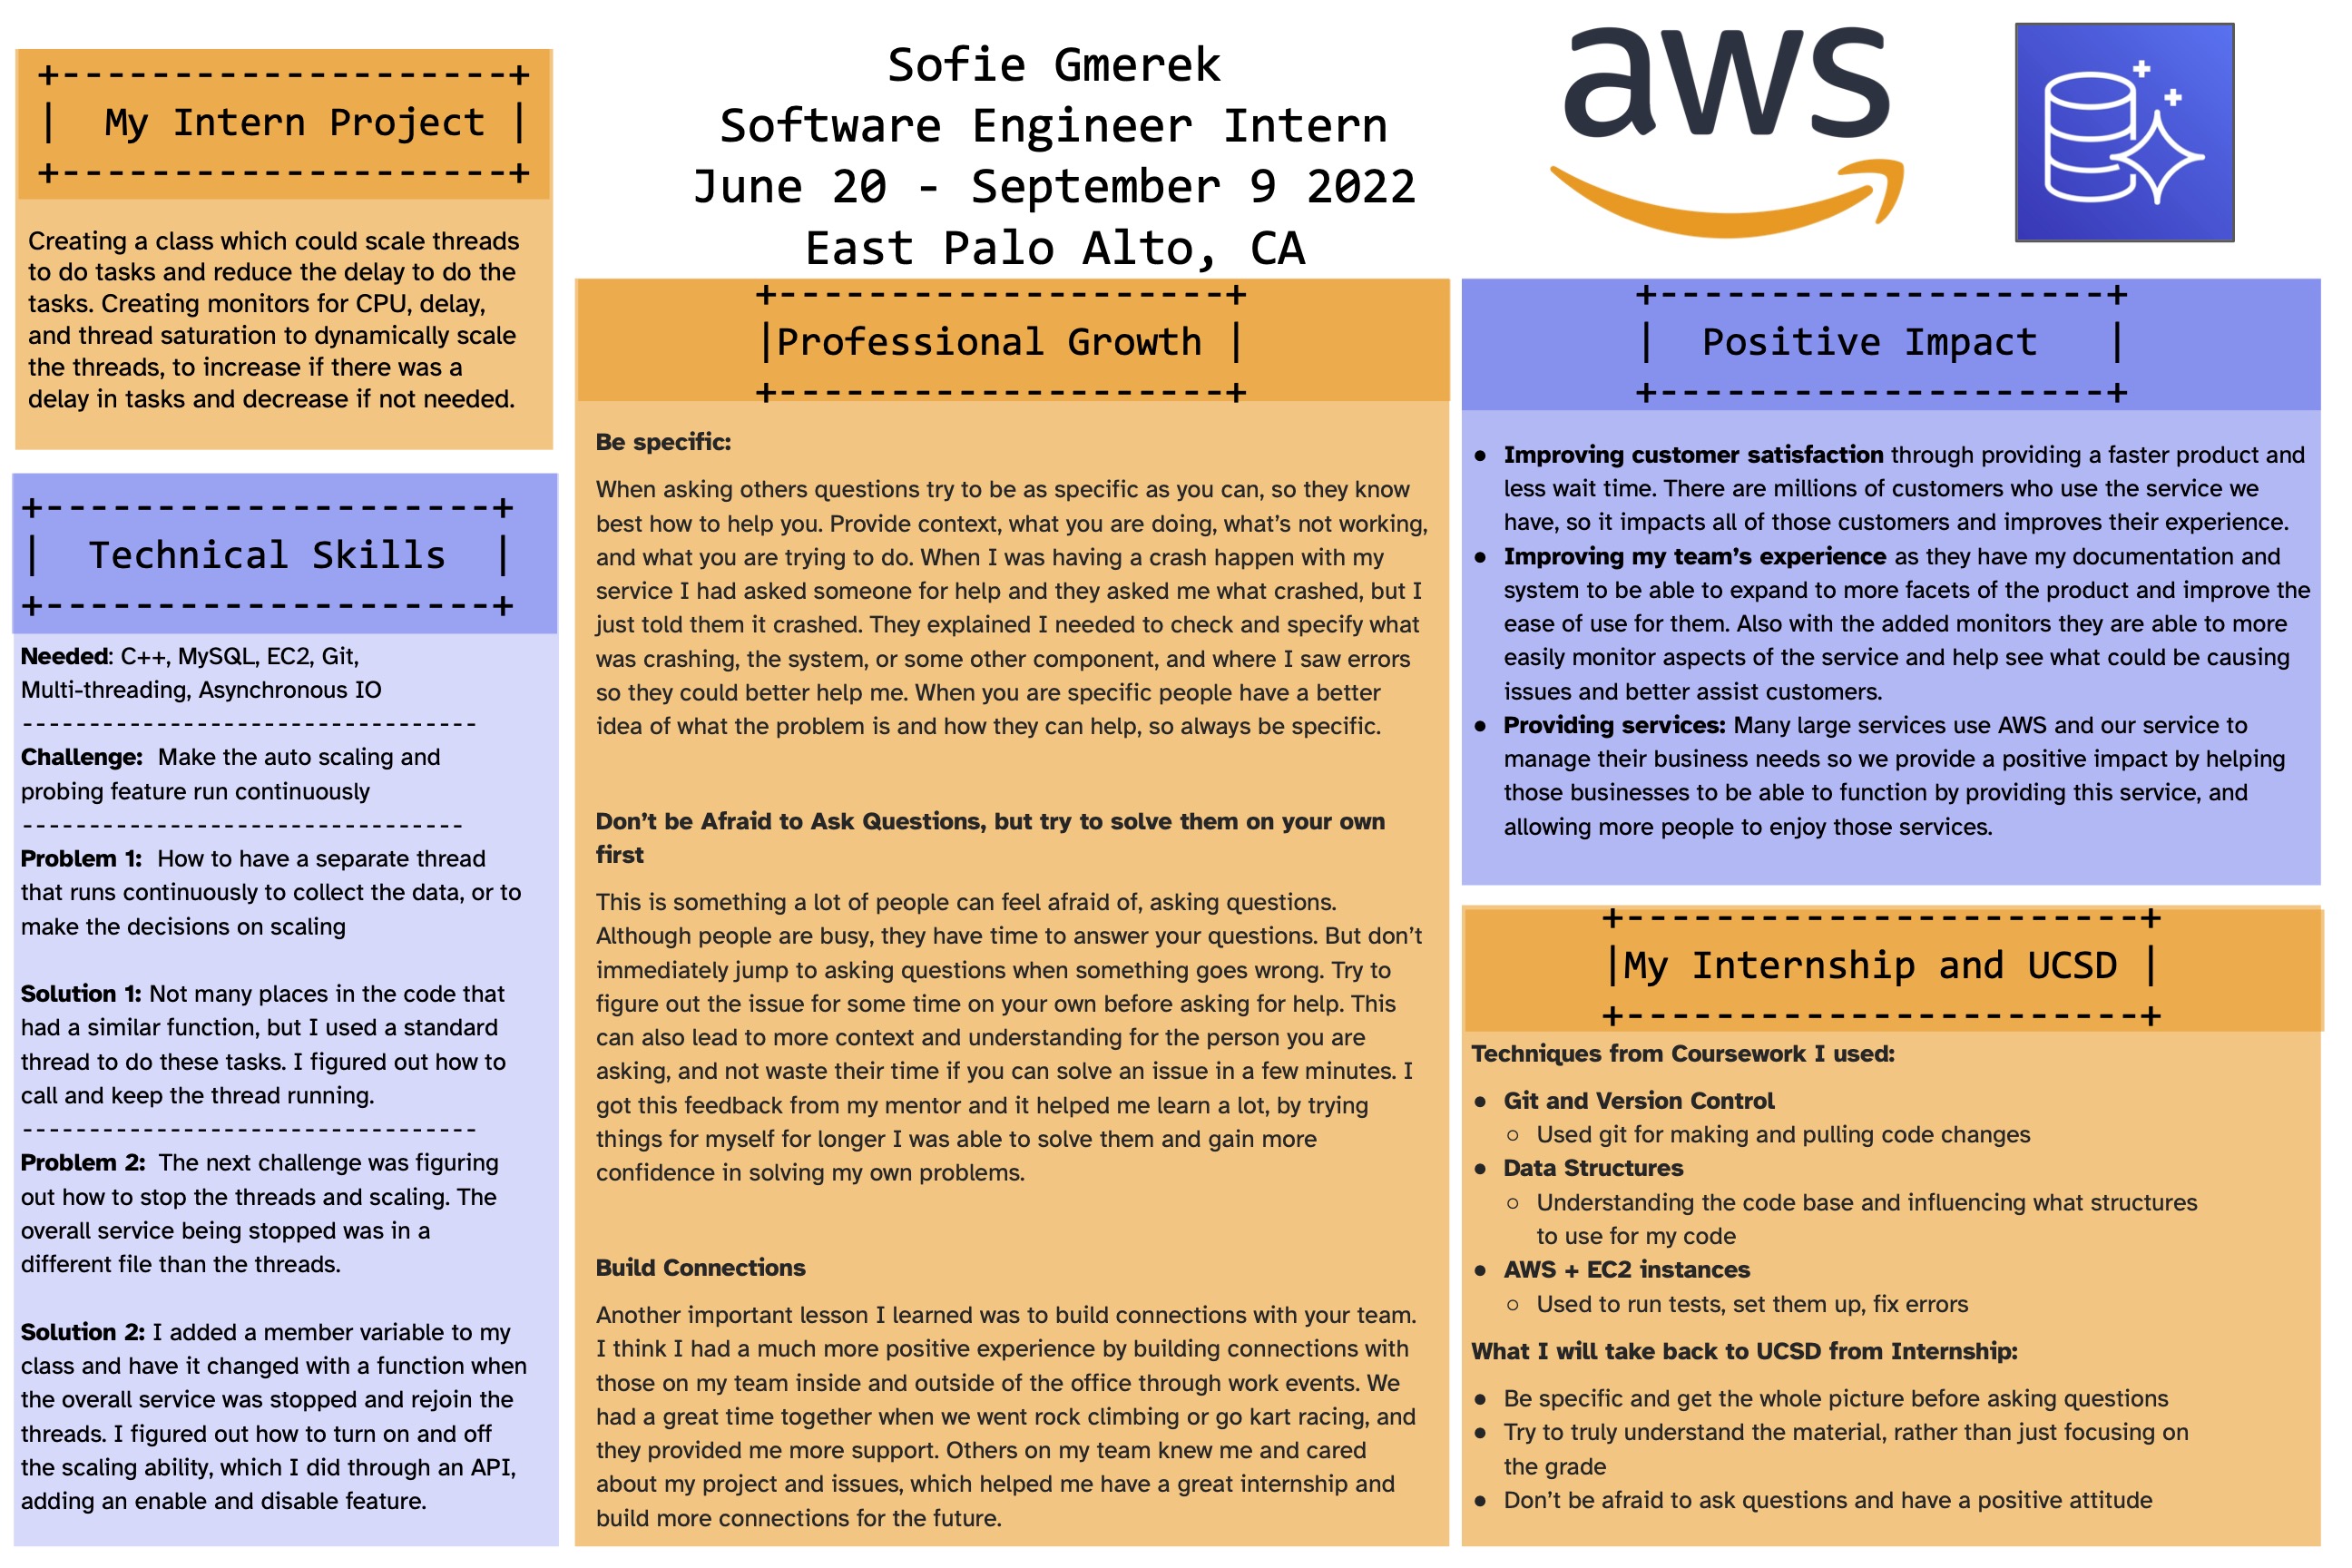 +--------------------+
|  My Intern Project |
+--------------------+
Creating a class which could scale threads
to do tasks and reduce the delay to do the
tasks. Creating monitors for CPU, delay,
and thread saturation to dynamically scale
the threads, to increase if there was a
delay in tasks and decrease if not needed.
+--------------------+
|  Technical Skills  |
+--------------------+
Needed: C++, MySQL, EC2, Git,
Multi-threading, Asynchronous IO
----------------------------------
Challenge:  Make the auto scaling and
probing feature run continuously
---------------------------------
Problem 1:  How to have a separate thread
that runs continuously to collect the data, or to
make the decisions on scaling
Solution 1: Not many places in the code that
had a similar function, but I used a standard
thread to do these tasks. I figured out how to
call and keep the thread running.
----------------------------------
Problem 2:  The next challenge was figuring
out how to stop the threads and scaling. The
overall service being stopped was in a
different file than the threads.
Solution 2: I added a member variable to my
class and have it changed with a function when
the overall service was stopped and rejoin the
threads. I figured out how to turn on and off
the scaling ability, which I did through an API,
adding an enable and disable feature.
Sofie Gmerek
Software Engineer Intern
June 20 - September 9 2022
East Palo Alto, CA
aws
+-------------------+
|Professional Growth |
+-------------------+
Be specific:
When asking others questions try to be as specific as you can, so they know
best how to help you. Provide context, what you are doing, what’s not working,
and what you are trying to do. When I was having a crash happen with my
service I had asked someone for help and they asked me what crashed, but I
just told them it crashed. They explained I needed to check and specify what
was crashing, the system, or some other component, and where I saw errors
so they could better help me. When you are specific people have a better
idea of what the problem is and how they can help, so always be specific.
Don’t be Afraid to Ask Questions, but try to solve them on your own
first
This is something a lot of people can feel afraid of, asking questions.
Although people are busy, they have time to answer your questions. But don’t
immediately jump to asking questions when something goes wrong. Try to
figure out the issue for some time on your own before asking for help. This
can also lead to more context and understanding for the person you are
asking, and not waste their time if you can solve an issue in a few minutes. I
got this feedback from my mentor and it helped me learn a lot, by trying
things for myself for longer I was able to solve them and gain more
confidence in solving my own problems.
Build Connections
Another important lesson I learned was to build connections with your team.
I think I had a much more positive experience by building connections with
those on my team inside and outside of the office through work events. We
had a great time together when we went rock climbing or go kart racing, and
they provided me more support. Others on my team knew me and cared
about my project and issues, which helped me have a great internship and
build more connections for the future.
+--------------------+
|  Positive Impact   |
+--------------------+
● Improving customer satisfaction through providing a faster product and
less wait time. There are millions of customers who use the service we
have, so it impacts all of those customers and improves their experience.
● Improving my team’s experience as they have my documentation and
system to be able to expand to more facets of the product and improve the
ease of use for them. Also with the added monitors they are able to more
easily monitor aspects of the service and help see what could be causing
issues and better assist customers.
● Providing services: Many large services use AWS and our service to
manage their business needs so we provide a positive impact by helping
those businesses to be able to function by providing this service, and
allowing more people to enjoy those services.
+-----------------------+
|My Internship and UCSD |
+-----------------------+
Techniques from Coursework I used:
● Git and Version Control
○ Used git for making and pulling code changes
● Data Structures
○ Understanding the code base and influencing what structures
to use for my code
● AWS + EC2 instances
○ Used to run tests, set them up, fix errors
What I will take back to UCSD from Internship:
● Be specific and get the whole picture before asking questions
● Try to truly understand the material, rather than just focusing on
the grade
● Don’t be afraid to ask questions and have a positive attitude